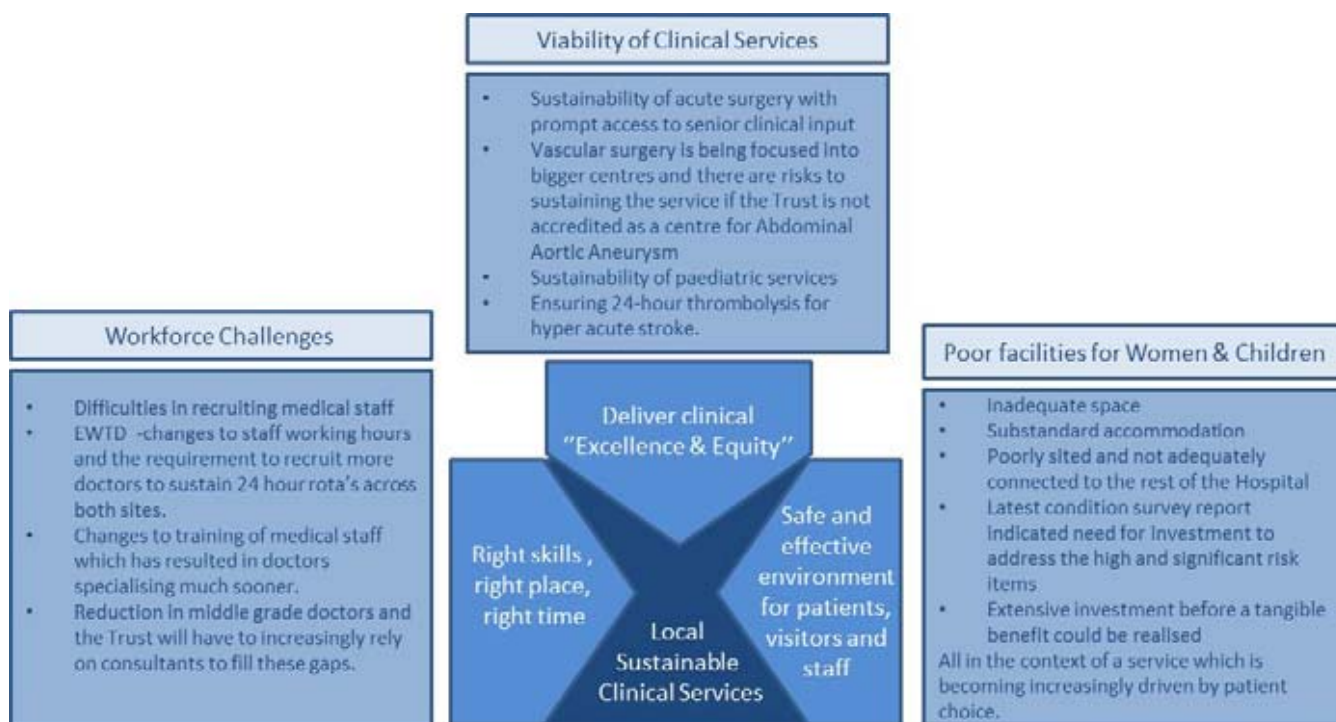 Viability of Clinical Services
• Sustainability of acute surgery with
prompt access to senior clinical input
• Vascular surgery is being focused into
bigger centres and there are risks to
sustaining the service if the Trust is not
accredited as a centre for Abdominal
Aortic Aneurysm
• Sustainability of paediatric services
• Ensuring 24-hour thrombolysis for
hyper acute stroke.
Workforce Challenges
• Difficulties in recruiting medical staff
• EWTD -changes to staff working hours
and the requirement to recruit more
doctors to sustain 24 hour rota's across
both sites.
• Changes to training of medical staff
which has resulted in doctors
specialising much sooner.
• Reduction in middle grade doctors and
the Trust will have to increasingly rely
on consultants to fill these gaps.
Deliver clinical
"Excellence & Equity"
Right skills ,
right place,
right time
Safe and
effective
environment
for patients,
visitors and
staff
Local
Sustainable
Clinical Services
Poor facilities for Women & Children
• Inadequate space
• Substandard accommodation
• Poorly sited and not adequately
connected to the rest of the Hospital
• Latest condition survey report
Indicated need for Investment to
address the high and significant risk
items
• Extensive investment before a tangible
benefit could be realised
All in the context of a service which is
becoming increasingly driven by patient
choice.